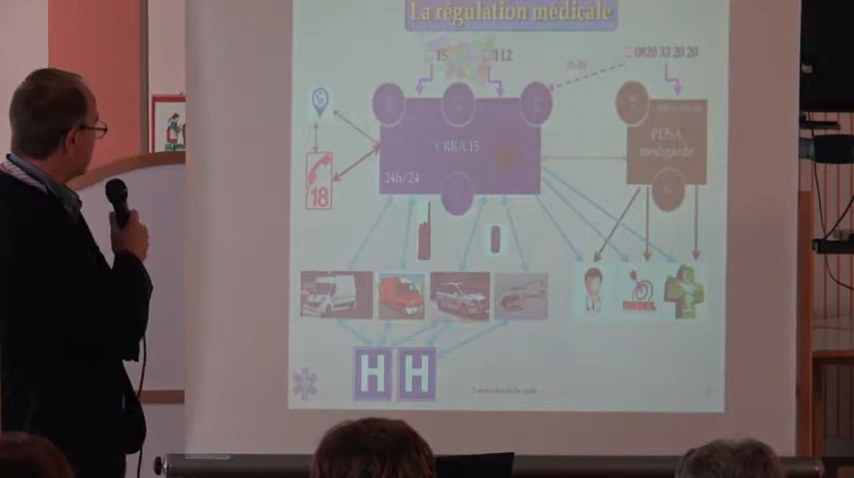 La régulation médicale
15
112
0820 33 20 20
CRRA 15
24h/24
PDSA
médigarde
18
H H